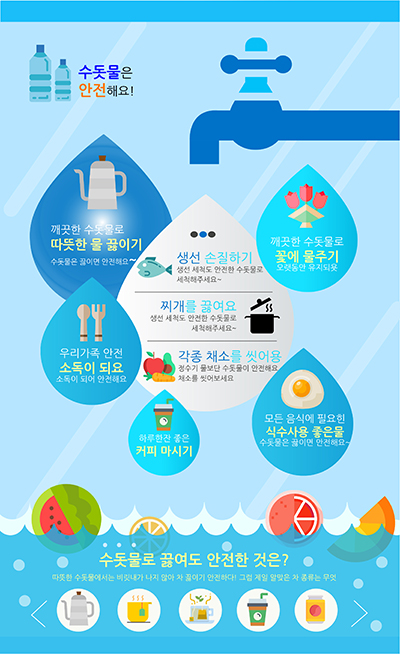 수돗물은
안전해요!
깨끗한 수돗물로
따뜻한 물 끓이기
수돗물은 끓이면 안전해요~
깨끗한 수돗물로
꽃에 물주기
오랫동안 유지되욧
생선 손질하기
생선 세척도 안전한 수돗물로
세척해주세요~
찌개를 끓여요
생선 세척도 안전한 수돗물로
세척해주세요~
각종 채소를 씻어용
정수기 물보단 수돗물이 안전해요
채소를 씻어보세요
우리가족 안전
소독이 되요
소독이 되어 안전해요
모든 음식에 필요한
식수사용 좋은물
수돗물은 끓이면 안전해요~
하루한잔 좋은
커피 마시기
수돗물로 끓여도 안전한 것은?
따뜻한 수돗물에서는 비릿내가 나지 않아 차 끓이기 안전하다! 그럼 제일 알맞은 차 종류는 무엇